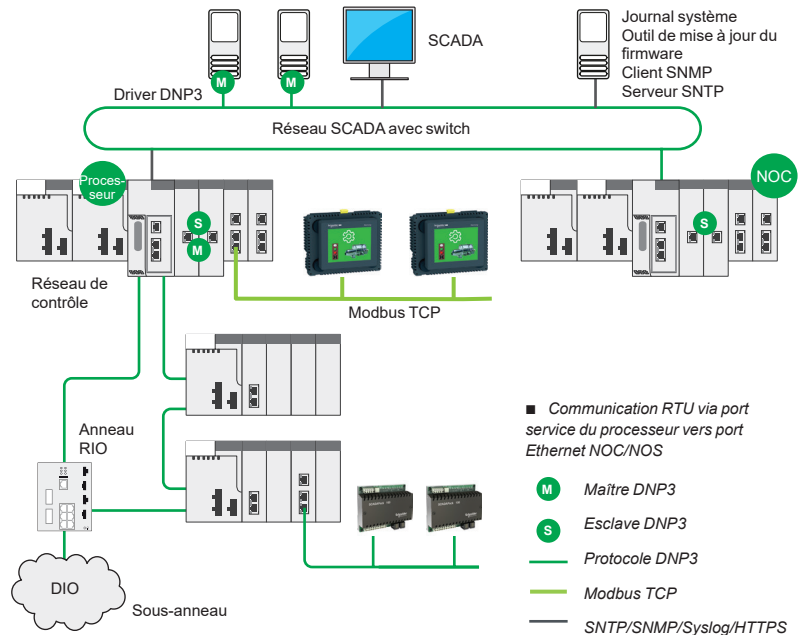 Journal système
Outil de mise à jour du
firmware
Client SNMP
Serveur SNTP
SCADA
M
M
Driver DNP3
Réseau SCADA avec switch
Proces-
seur
NOC
S
M
S
Réseau de
contrôle
Modbus TCP
Anneau
RIO
■ Communication RTU via port
service du processeur vers port
Ethernet NOC/NOS
M Maître DNP3
S Esclave DNP3
Protocole DNP3
Modbus TCP
SNTP/SNMP/Syslog/HTTPS
DIO
Sous-anneau